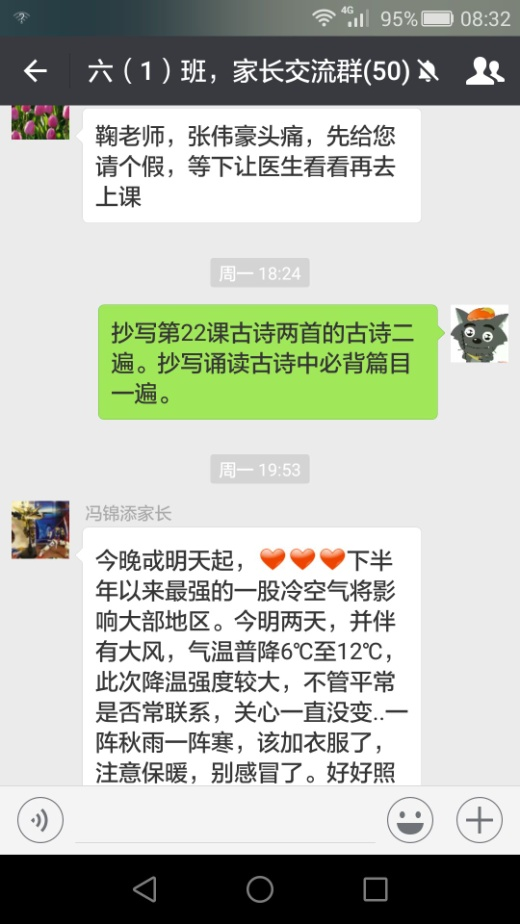 4G 95% 08:32
六（1）班，家长交流群(50)
鞠老师，张伟豪头痛，先给您
请个假，等下让医生看看再去
上课
周一 18:24
抄写第22课古诗两首的古诗二
遍。抄写诵读古诗中必背篇目
一遍。
周一 19:53
冯锦添家长
今晚或明天起，❤❤❤下半
年以来最强的一股冷空气将影
响大部地区。今明两天，并伴
有大风，气温普降6℃至12℃，
此次降温强度较大，不管平常
是否常联系，关心一直没变..一
阵秋雨一阵寒，该加衣服了，
注意保暖，别感冒了。好好照